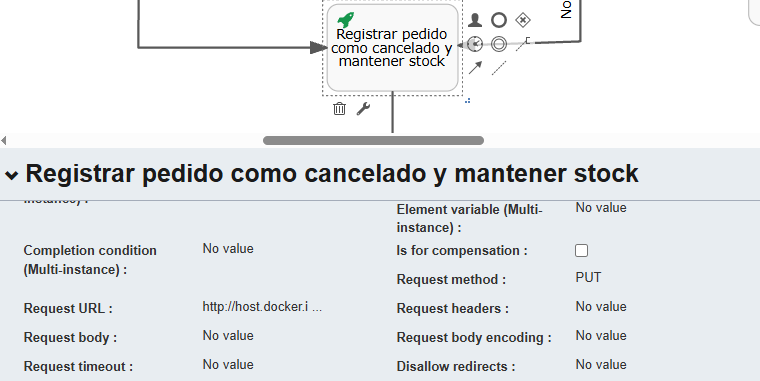 No
Registrar pedido
como cancelado y
mantener stock
Registrar pedido como cancelado y mantener stock
instance) :
Element variable (Multi-
instance) :
No value
Completion condition
(Multi-instance) :
No value
Is for compensation :
Request method :
PUT
Request URL :
http://host.docker.i ...
Request headers :
No value
Request body :
No value
Request body encoding :
No value
Request timeout :
No value
Disallow redirects :
No value